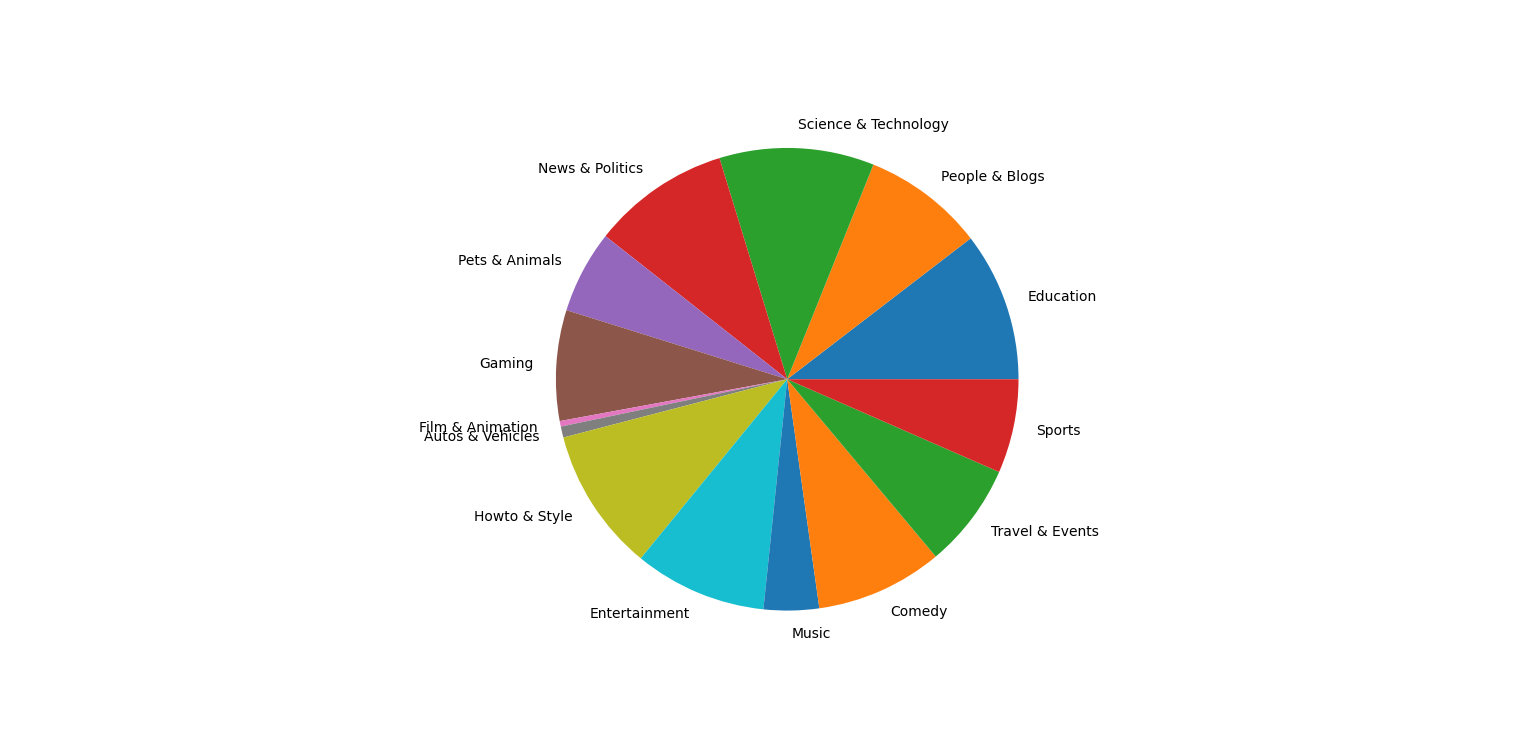 Science & Technology
News & Politics
People & Blogs
Pets & Animals
Education
Gaming
Film & Animation
Autos & Vehicles
Sports
Howto & Style
Travel & Events
Entertainment
Comedy
Music